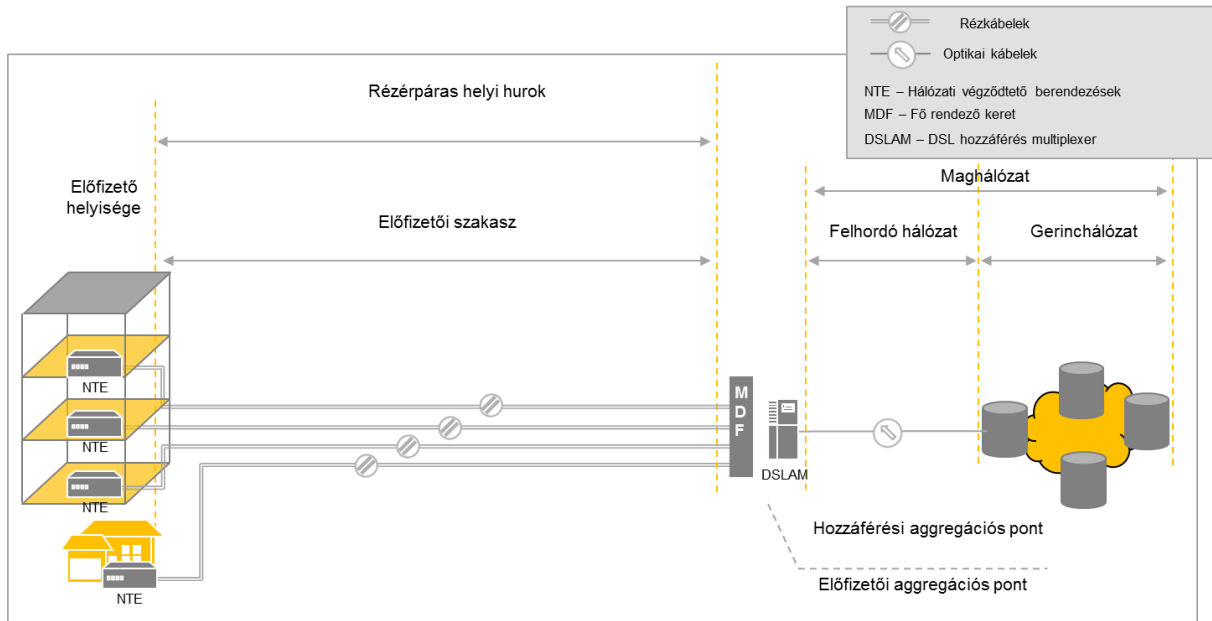 Rézkábelek
Optikai kábelek
NTE – Hálózati végződtető berendezések
MDF – Fő rendező keret
DSLAM – DSL hozzáférés multiplexer
Rézérpáras helyi hurok
Maghálózat
Előfizető
helyisége
Előfizetői szakasz
Felhordó hálózat
Gerinchálózat
NTE
NTE
NTE
NTE
MDF
DSLAM
Hozzáférési aggregációs pont
Előfizetői aggregációs pont